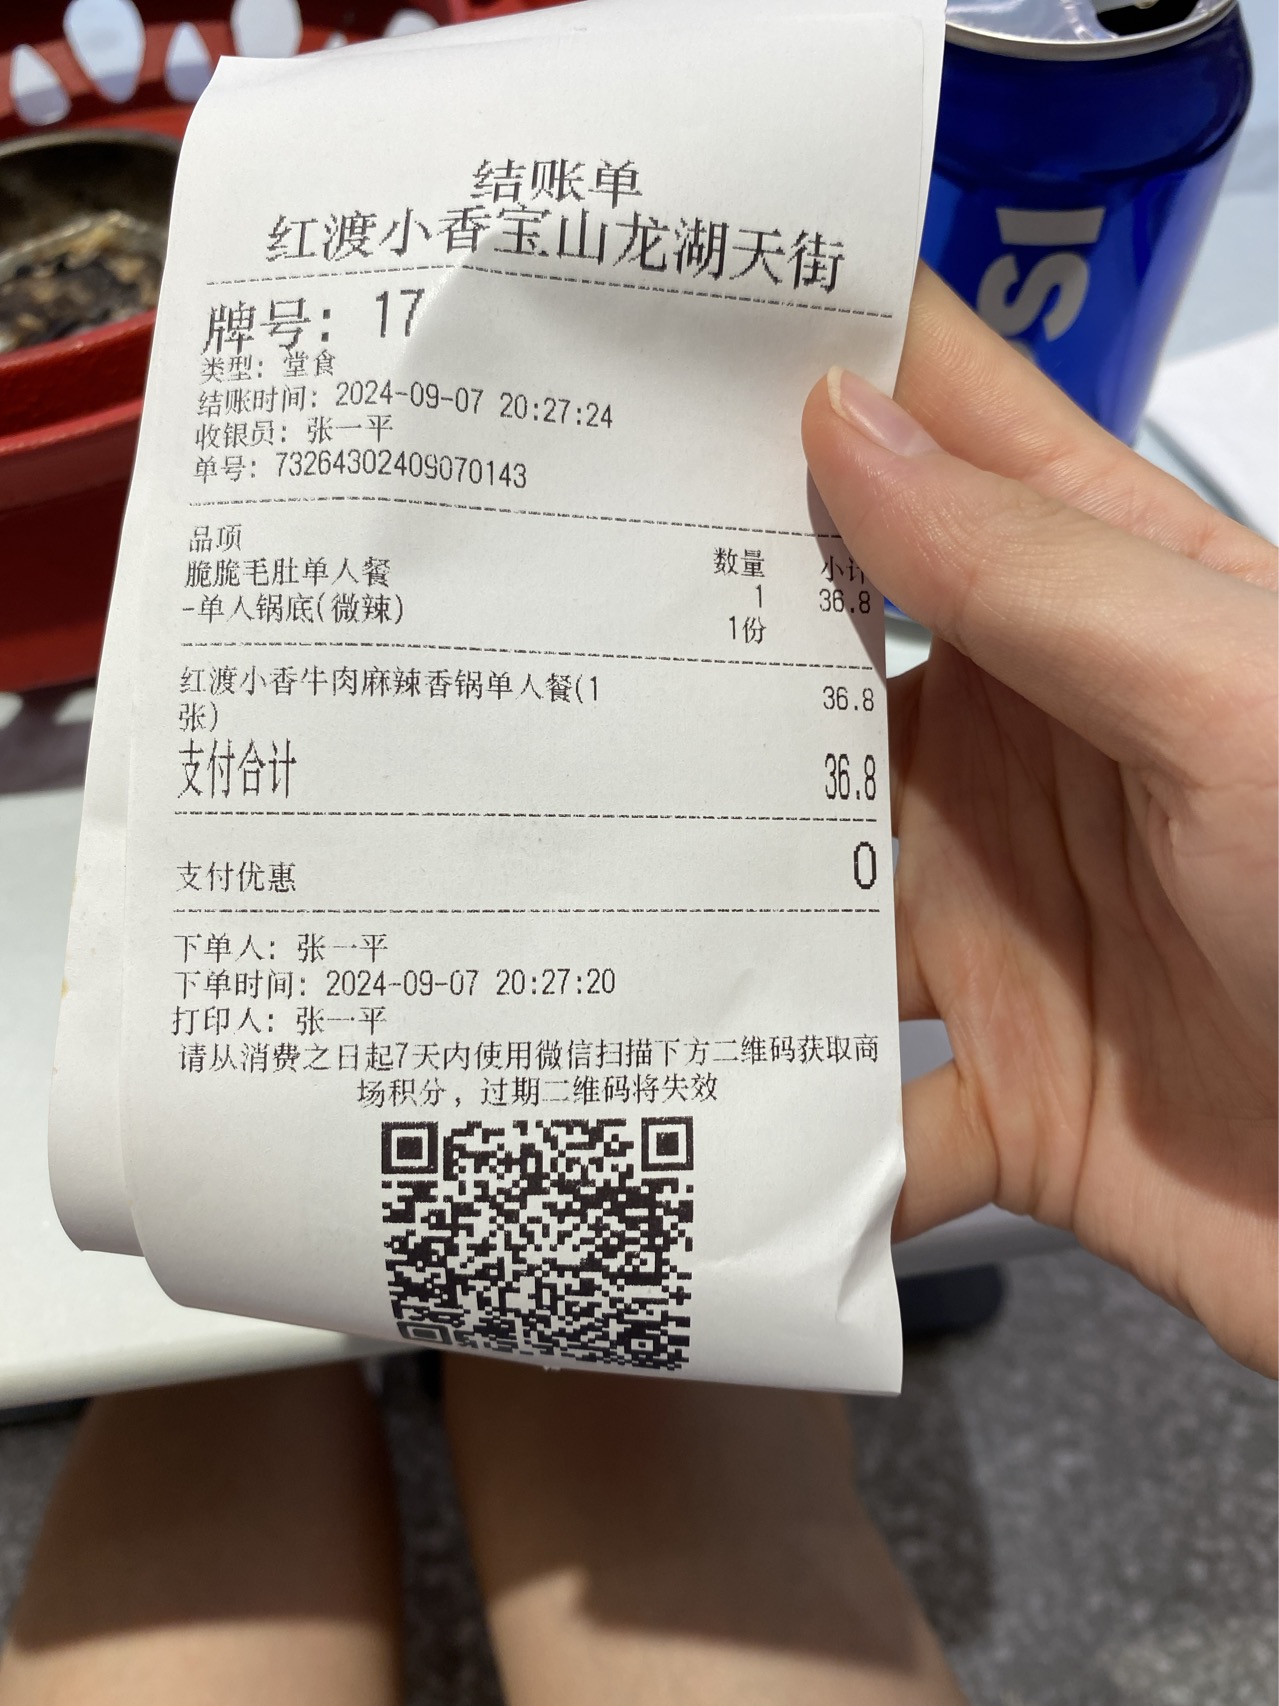 结账单
红渡小香宝山龙湖天街
牌号：17
类型：堂食
结账时间：2024-09-07 20:27:24
收银员：张一平
单号：73264302409070143
品项 数量 小计
脆脆毛肚单人餐 1 36.8
-单人锅底(微辣) 1份
红渡小香牛肉麻辣香锅单人餐(1 36.8
张)
支付合计 36.8
支付优惠 0
下单人：张一平
下单时间：2024-09-07 20:27:20
打印人：张一平
请从消费之日起7天内使用微信扫描下方二维码获取商
场积分，过期二维码将失效